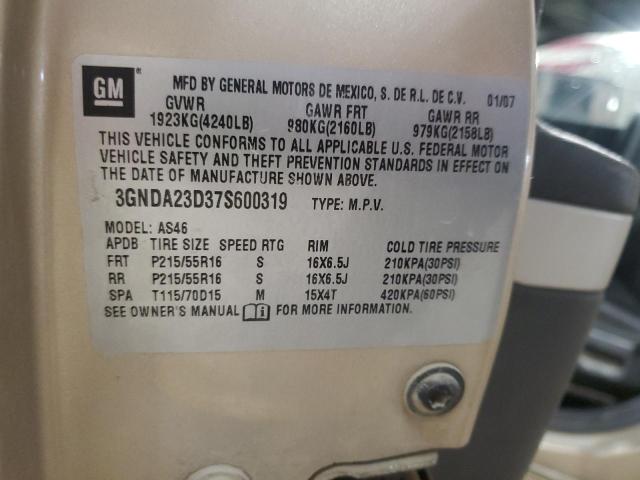 GM ® MFD BY GENERAL MOTORS DE MEXICO, S. DE R.L. DE C.V. 01/07
GVWR GAWR FRT GAWR RR
1923KG(4240LB) 980KG(2160LB) 979KG(2158LB)
THIS VEHICLE CONFORMS TO ALL APPLICABLE U.S. FEDERAL MOTOR
VEHICLE SAFETY AND THEFT PREVENTION STANDARDS IN EFFECT ON
THE DATE OF MANUFACTURE SHOWN ABOVE.
3GNDA23D37S600319 TYPE: M.P.V.
MODEL: AS46
APDB TIRE SIZE SPEED RTG RIM COLD TIRE PRESSURE
FRT P215/55R16 S 16X6.5J 210KPA(30PSI)
RR P215/55R16 S 16X6.5J 210KPA(30PSI)
SPA T115/70D15 M 15X4T 420KPA(60PSI)
SEE OWNER'S MANUAL FOR MORE INFORMATION